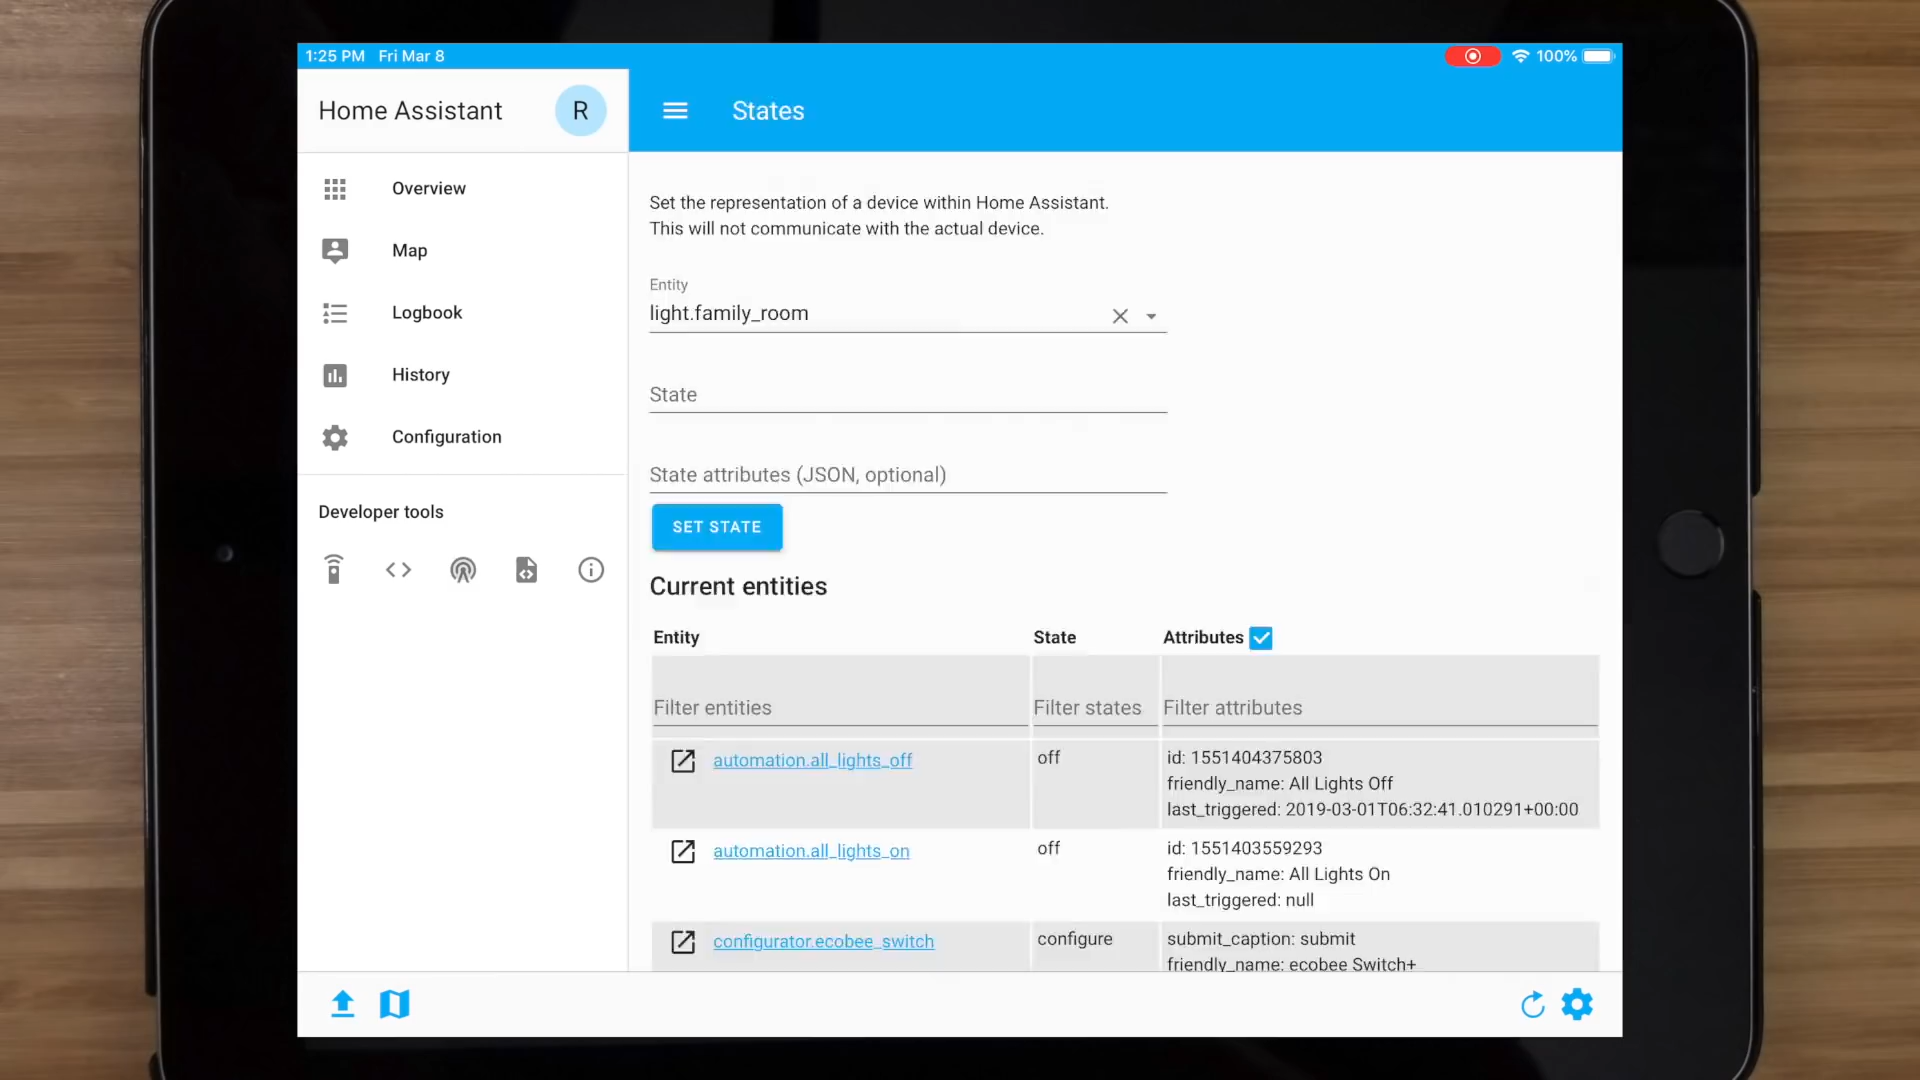 1:25 PM Fri Mar 8
100%
Home Assistant
R
States
Overview
Map
Logbook
History
Configuration
Developer tools
Set the representation of a device within Home Assistant.
This will not communicate with the actual device.
Entity
light.family_room
State
State attributes (JSON, optional)
SET STATE
Current entities
Entity State Attributes
Filter entities Filter states Filter attributes
automation.all_lights_off off id: 1551404375803
friendly_name: All Lights Off
last_triggered: 2019-03-01T06:32:41.010291+00:00
automation.all_lights_on off id: 1551403559293
friendly_name: All Lights On
last_triggered: null
configurator.ecobee_switch configure submit_caption: submit
friendly_name: ecobee Switch+